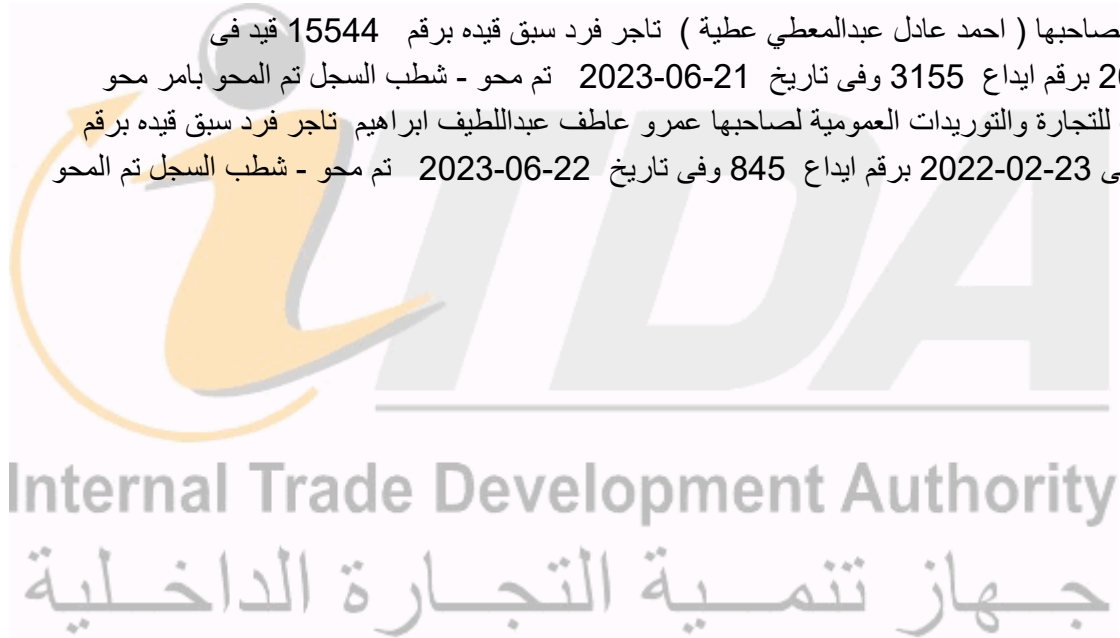 لصاحبها ( احمد عادل عبدالمعطي عطية ) تاجر فرد سبق قيده برقم 15544 قيد فى
برقم ايداع 3155 وفى تاريخ 21-06-2023 تم محو - شطب السجل تم المحو بامر محو
للتجارة والتوريدات العمومية لصاحبها عمرو عاطف عبداللطيف ابراهيم تاجر فرد سبق قيده برقم
23-02-2022 برقم ايداع 845 وفى تاريخ 22-06-2023 تم محو - شطب السجل تم المحو
iTDA
Internal Trade Development Authority
جهاز تنمية التجارة الداخلية